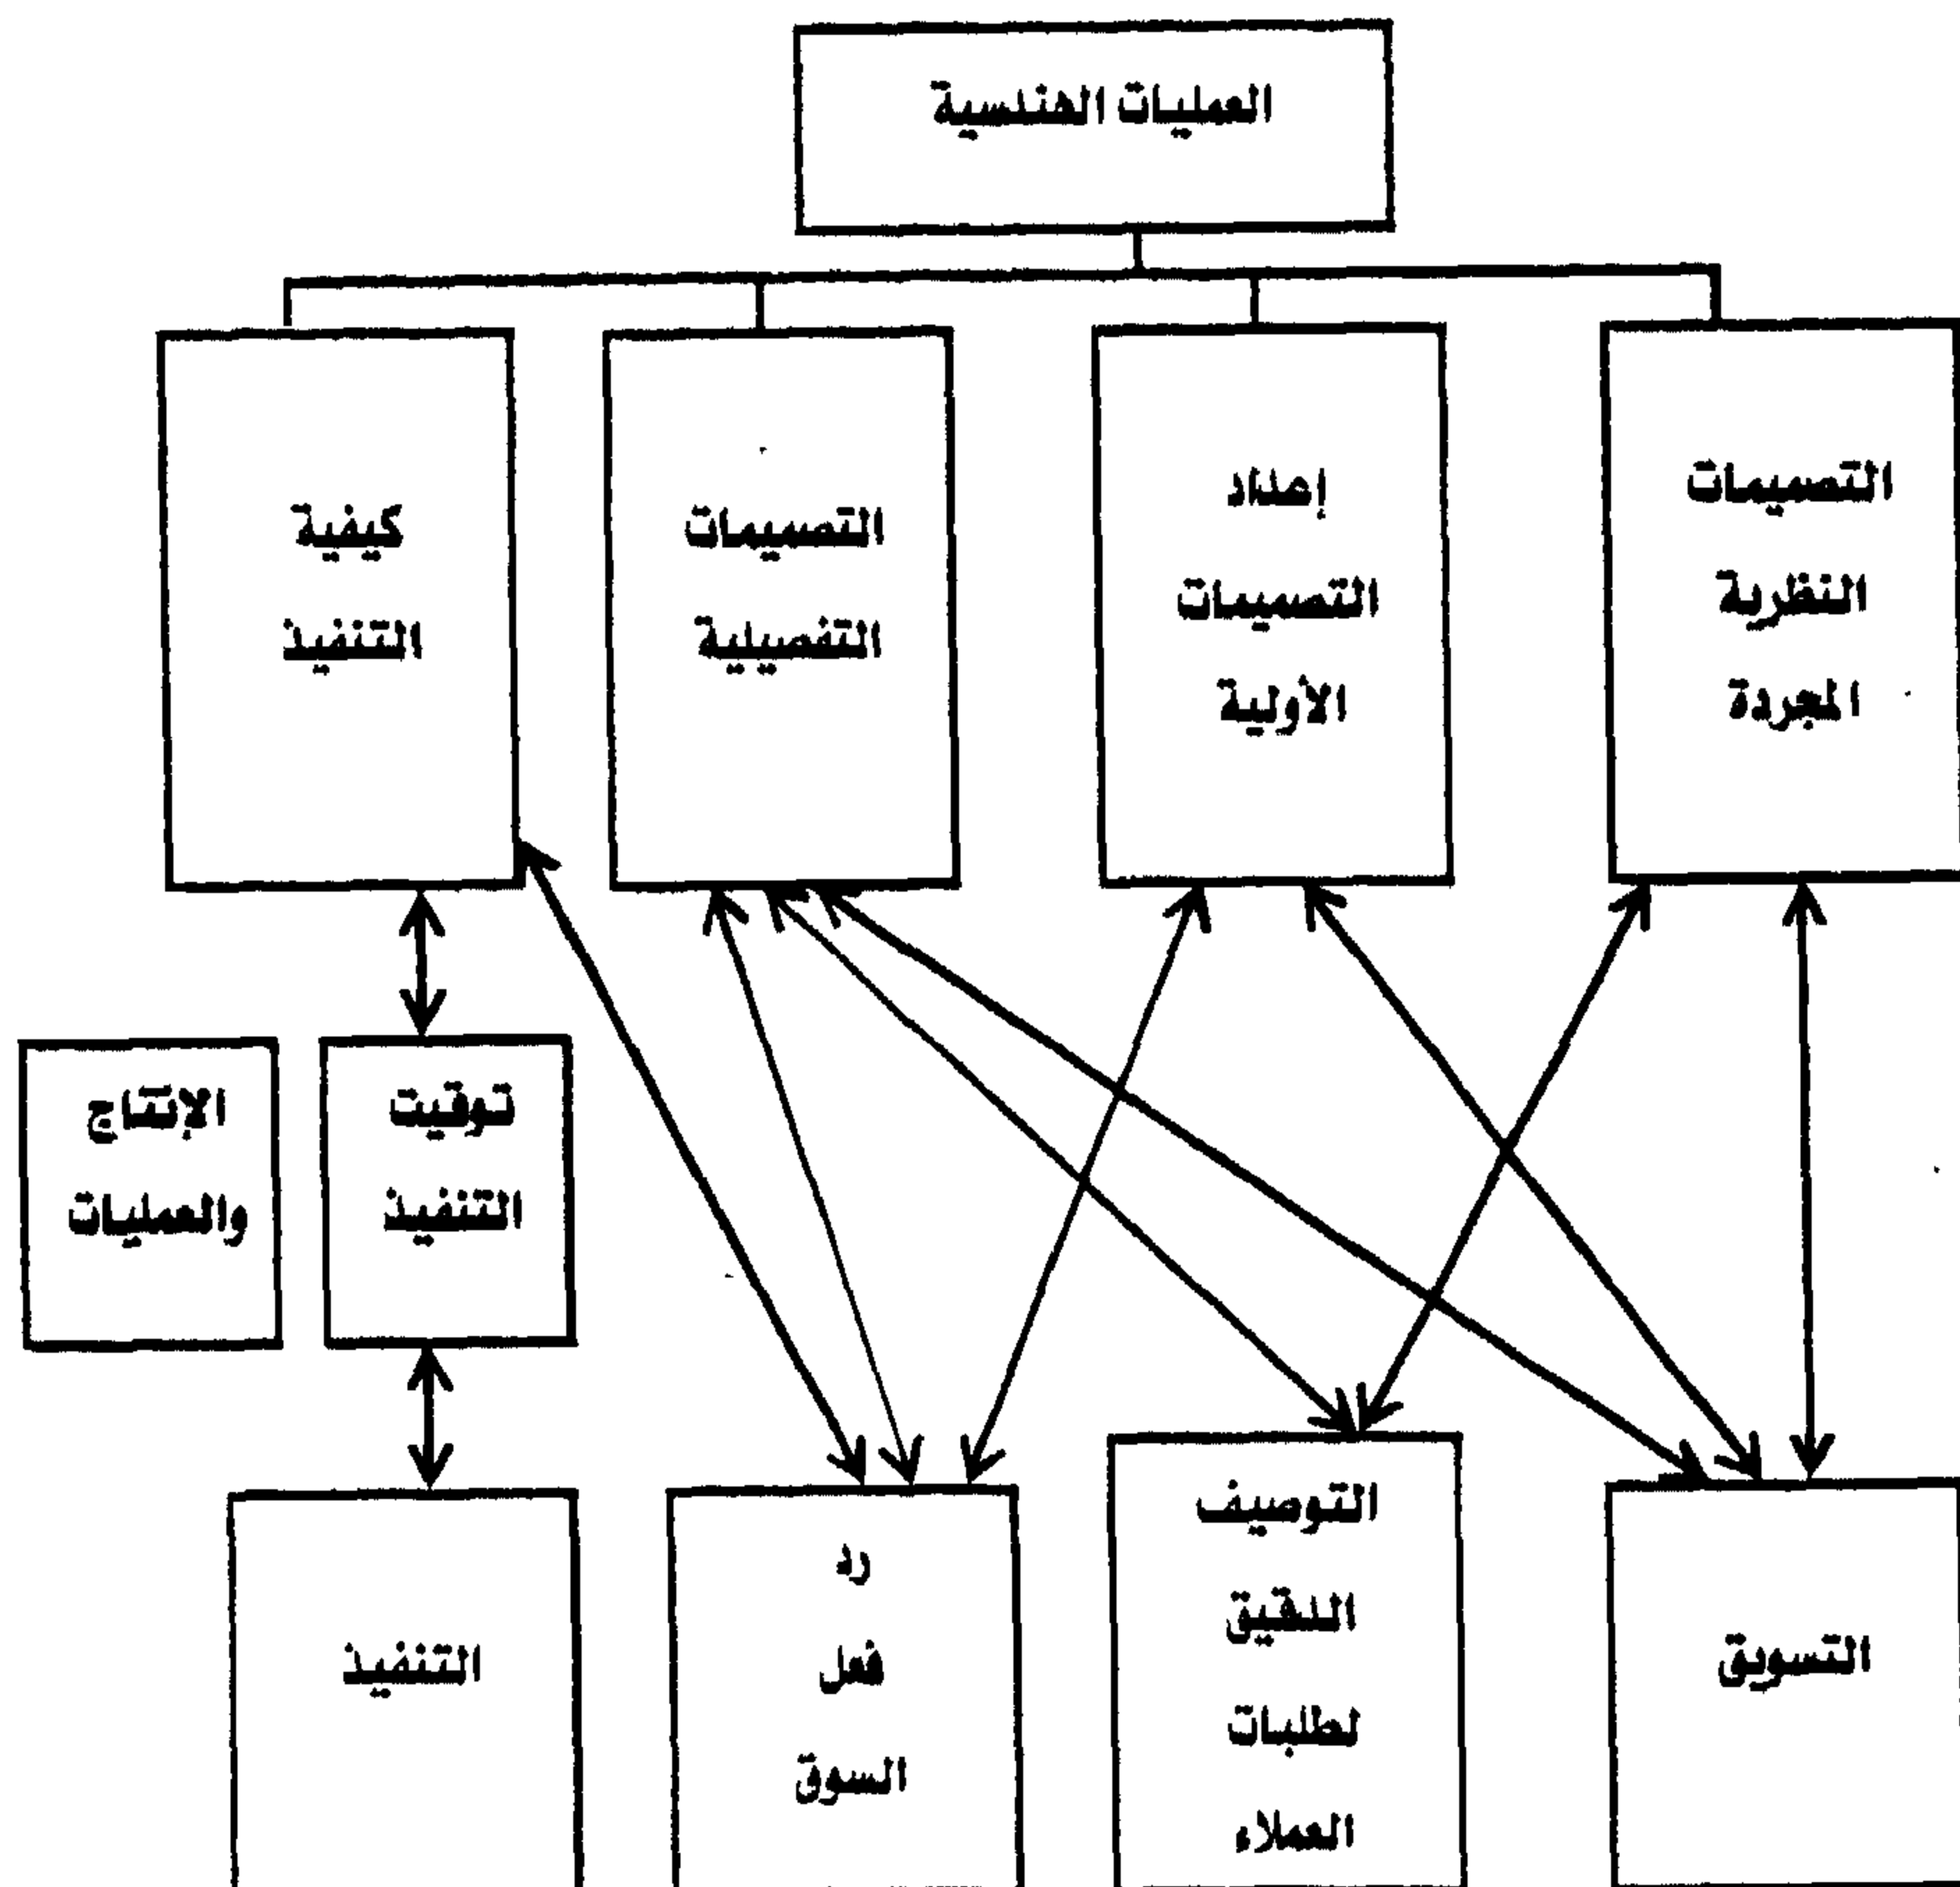 العمليات الهندسية
التصميمات
النظرية
المجردة
إعداد
التصميمات
الأولية
التصميمات
التفصيلية
كيفية
التنفيذ
توقيت
التنفيذ
الإنتاج
والعمليات
التسويق
التوصيف
الدقيق
لطلبات
العملاء
رد
فعل
السوق
التنفيذ